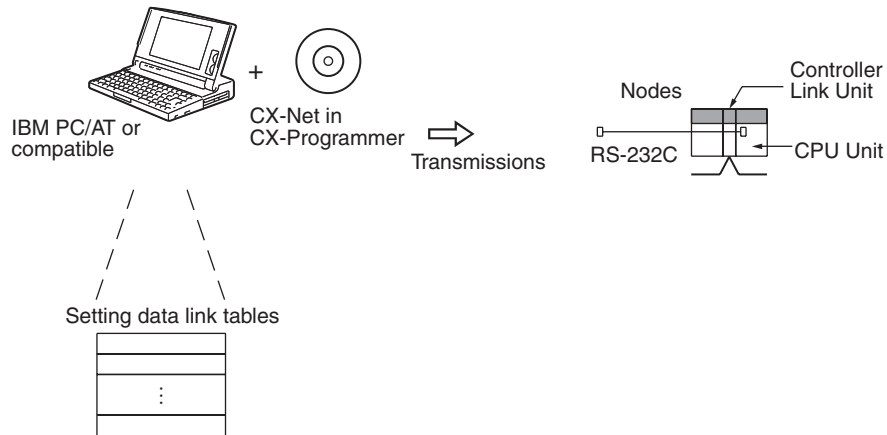 IBM PC/AT or
compatible
+
CX-Net in
CX-Programmer
Transmissions
Nodes
Controller
Link Unit
RS-232C
CPU Unit
Setting data link tables